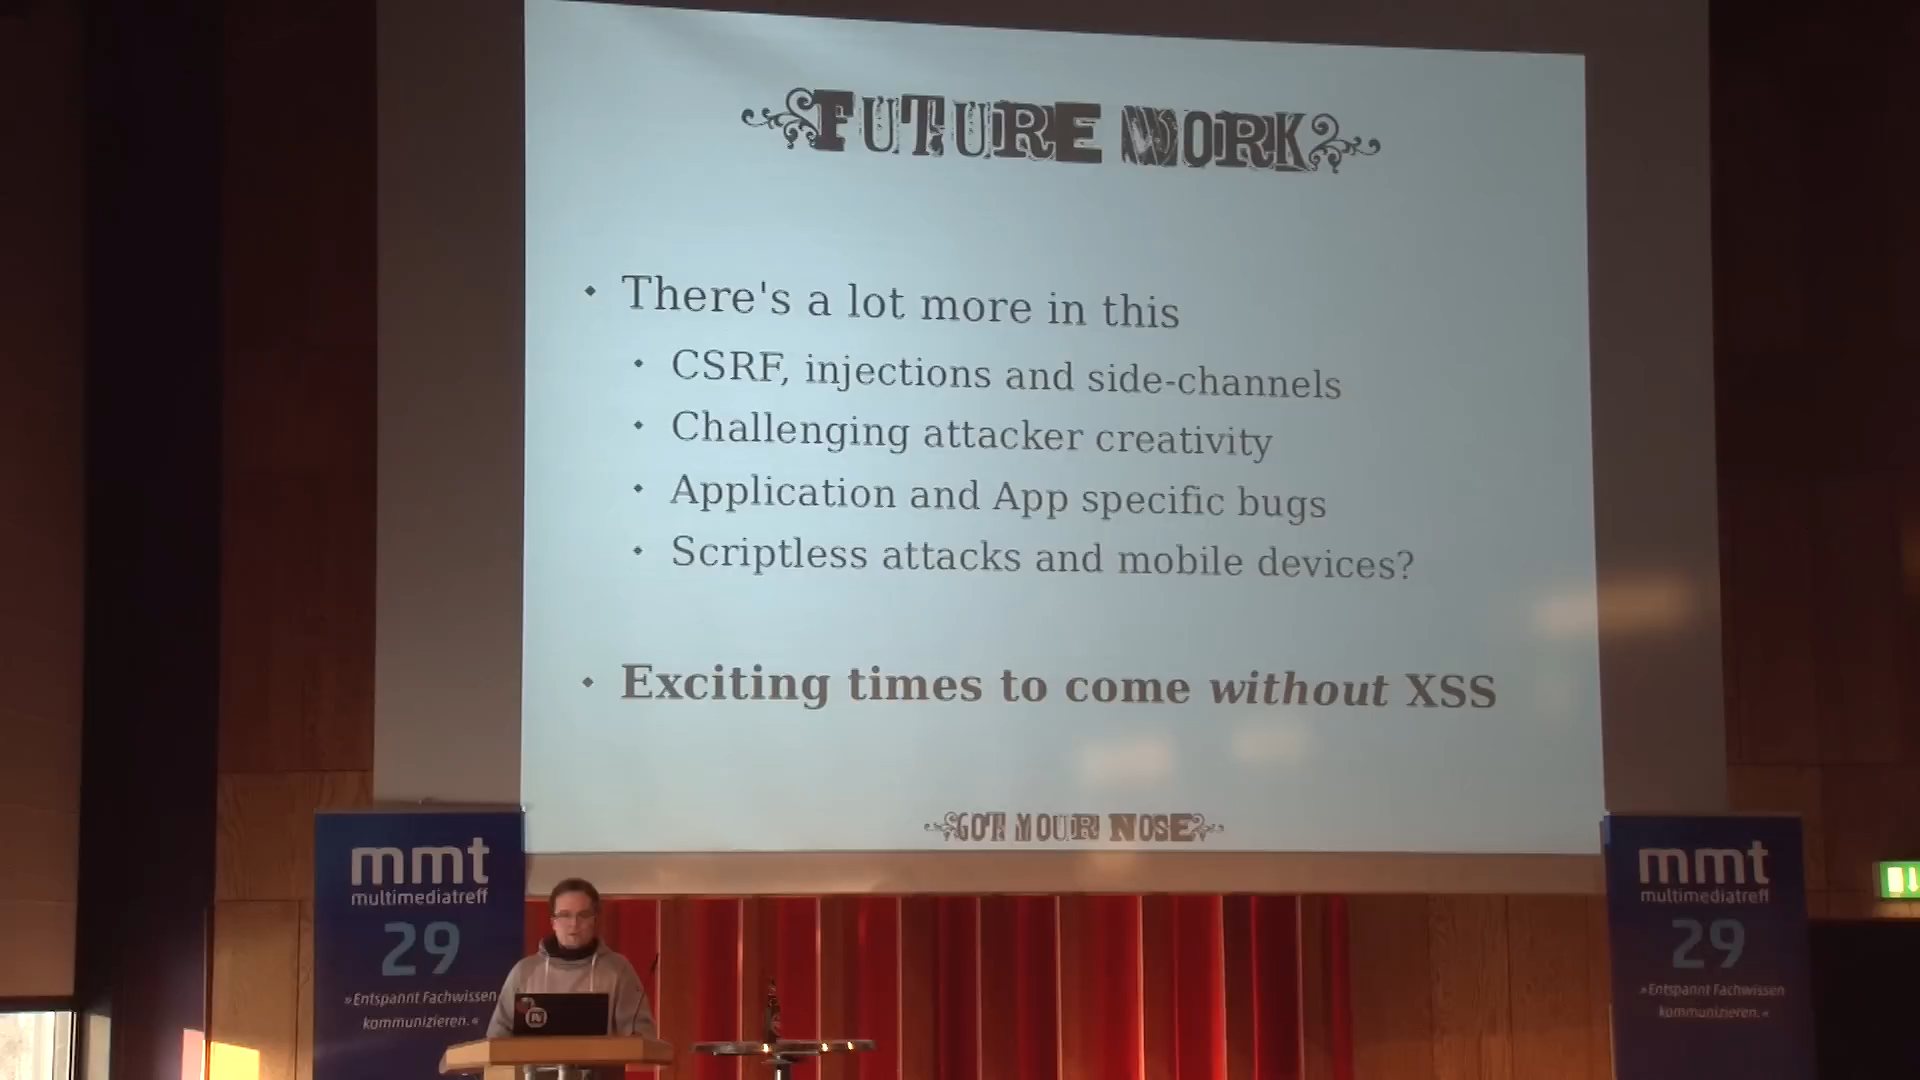 FUTURE WORK
• There's a lot more in this
• CSRF, injections and side-channels
• Challenging attacker creativity
• Application and App specific bugs
• Scriptless attacks and mobile devices?
• Exciting times to come without XSS
GOT YOUR NOSE
mmt
multimediatreff
29
»Entspannt Fachwissen
kommunizieren.«
mmt
multimediatreff
29
»Entspannt Fachwissen
kommunizieren.«